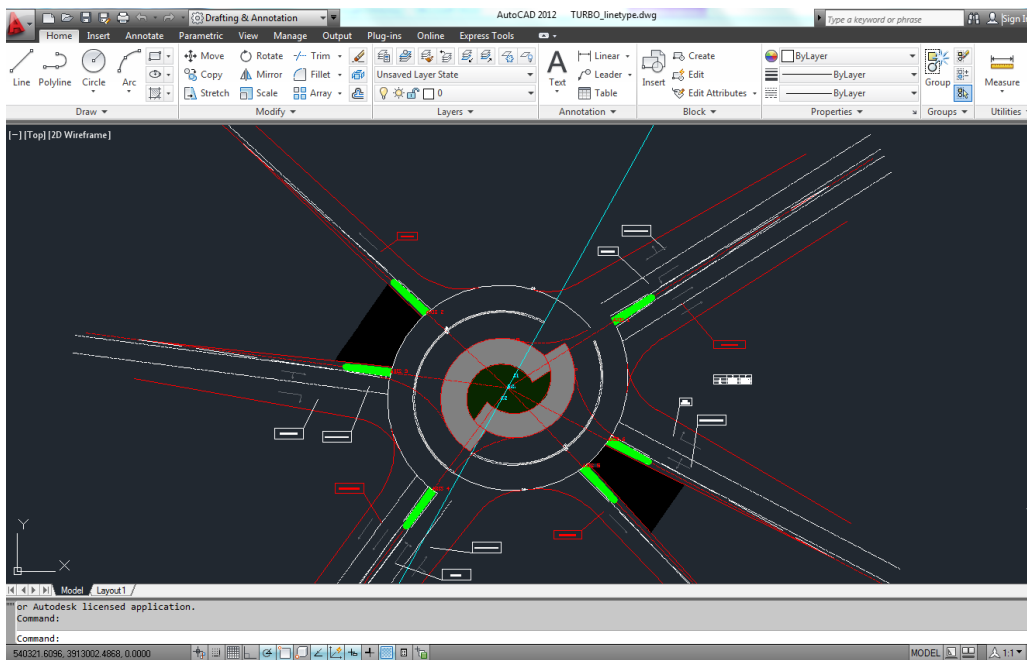 Drafting & Annotation
AutoCAD 2012 TURBO_linetype.dwg
Type a keyword or phrase
Sign In
Home Insert Annotate Parametric View Manage Output Plug-ins Online Express Tools
Line Polyline Circle Arc
Move Rotate Trim
Copy Mirror Fillet
Stretch Scale Array
Unsaved Layer State
0
A Text
Linear
Leader
Table
Insert
Create
Edit
Edit Attributes
ByLayer
ByLayer
ByLayer
Group
Measure
Draw Modify Layers Annotation Block Properties Groups Utilities
[−][Top][2D Wireframe]
Y
X
Model Layout1
or Autodesk licensed application.
Command:
Command:
540321.6096, 3913002.4868, 0.0000
MODEL
1:1